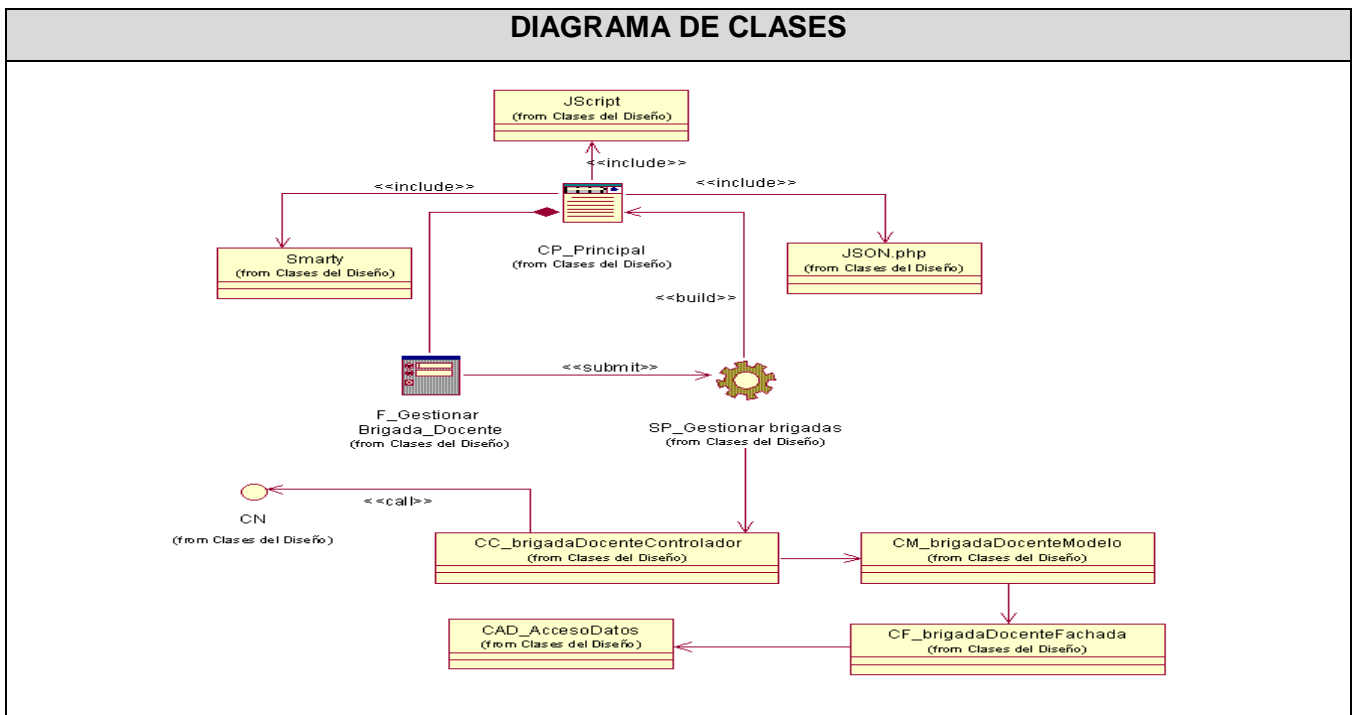 DIAGRAMA DE CLASES
JScript
(from Clases del Diseño)
<<include>>
<<include>>
<<include>>
CP_Principal
(from Clases del Diseño)
Smarty
(from Clases del Diseño)
JSON.php
(from Clases del Diseño)
<<build>>
<<submit>>
F_Gestionar
Brigada_Docente
(from Clases del Diseño)
SP_Gestionar brigadas
(from Clases del Diseño)
<<call>>
CN
(from Clases del Diseño)
CC_brigadaDocenteControlador
(from Clases del Diseño)
CM_brigadaDocenteModelo
(from Clases del Diseño)
CAD_AccesoDatos
(from Clases del Diseño)
CF_brigadaDocenteFachada
(from Clases del Diseño)